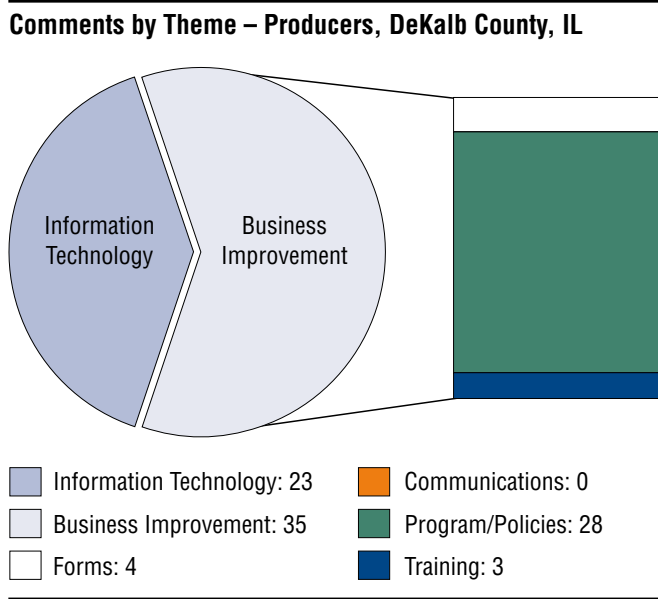 Comments by Theme – Producers, DeKalb County, IL
Information
Technology
Business
Improvement
Information Technology: 23
Business Improvement: 35
Forms: 4
Communications: 0
Program/Policies: 28
Training: 3